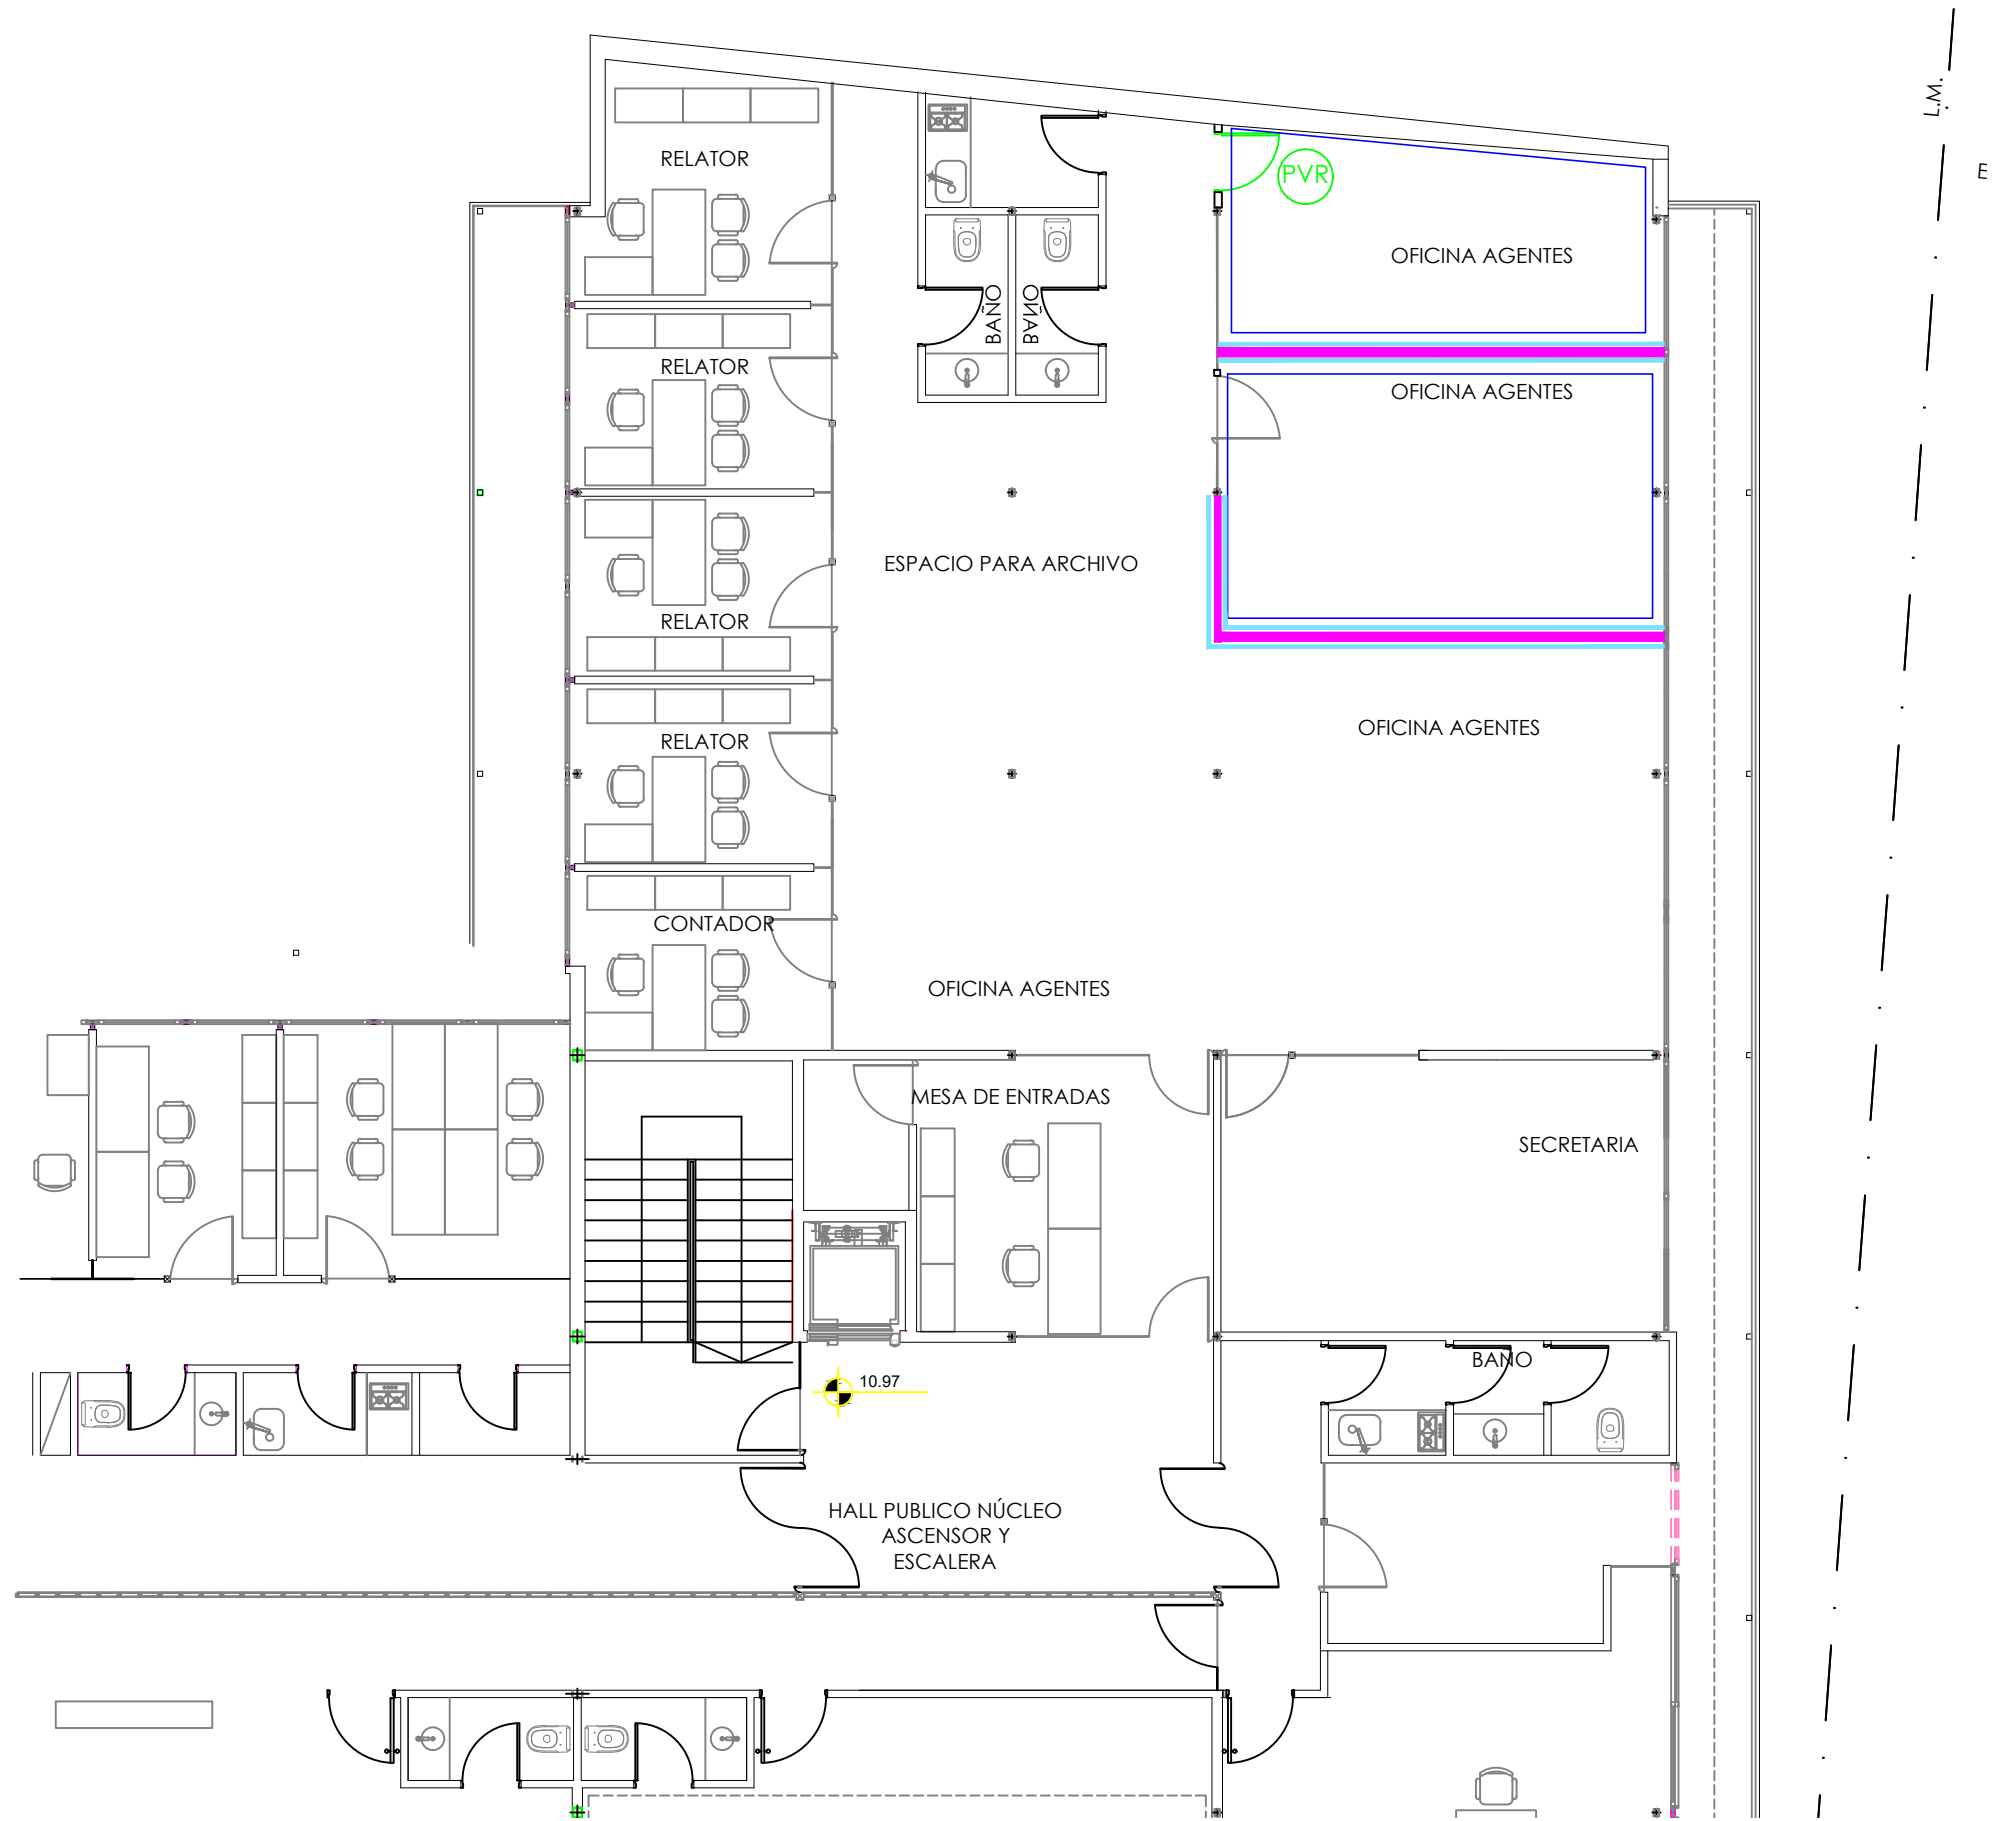 L.M.
E
RELATOR
PVR
OFICINA AGENTES
BAÑO
BAÑO
RELATOR
OFICINA AGENTES
ESPACIO PARA ARCHIVO
RELATOR
OFICINA AGENTES
RELATOR
CONTADOR
OFICINA AGENTES
MESA DE ENTRADAS
SECRETARIA
BAÑO
10.97
HALL PUBLICO NÚCLEO
ASCENSOR Y
ESCALERA